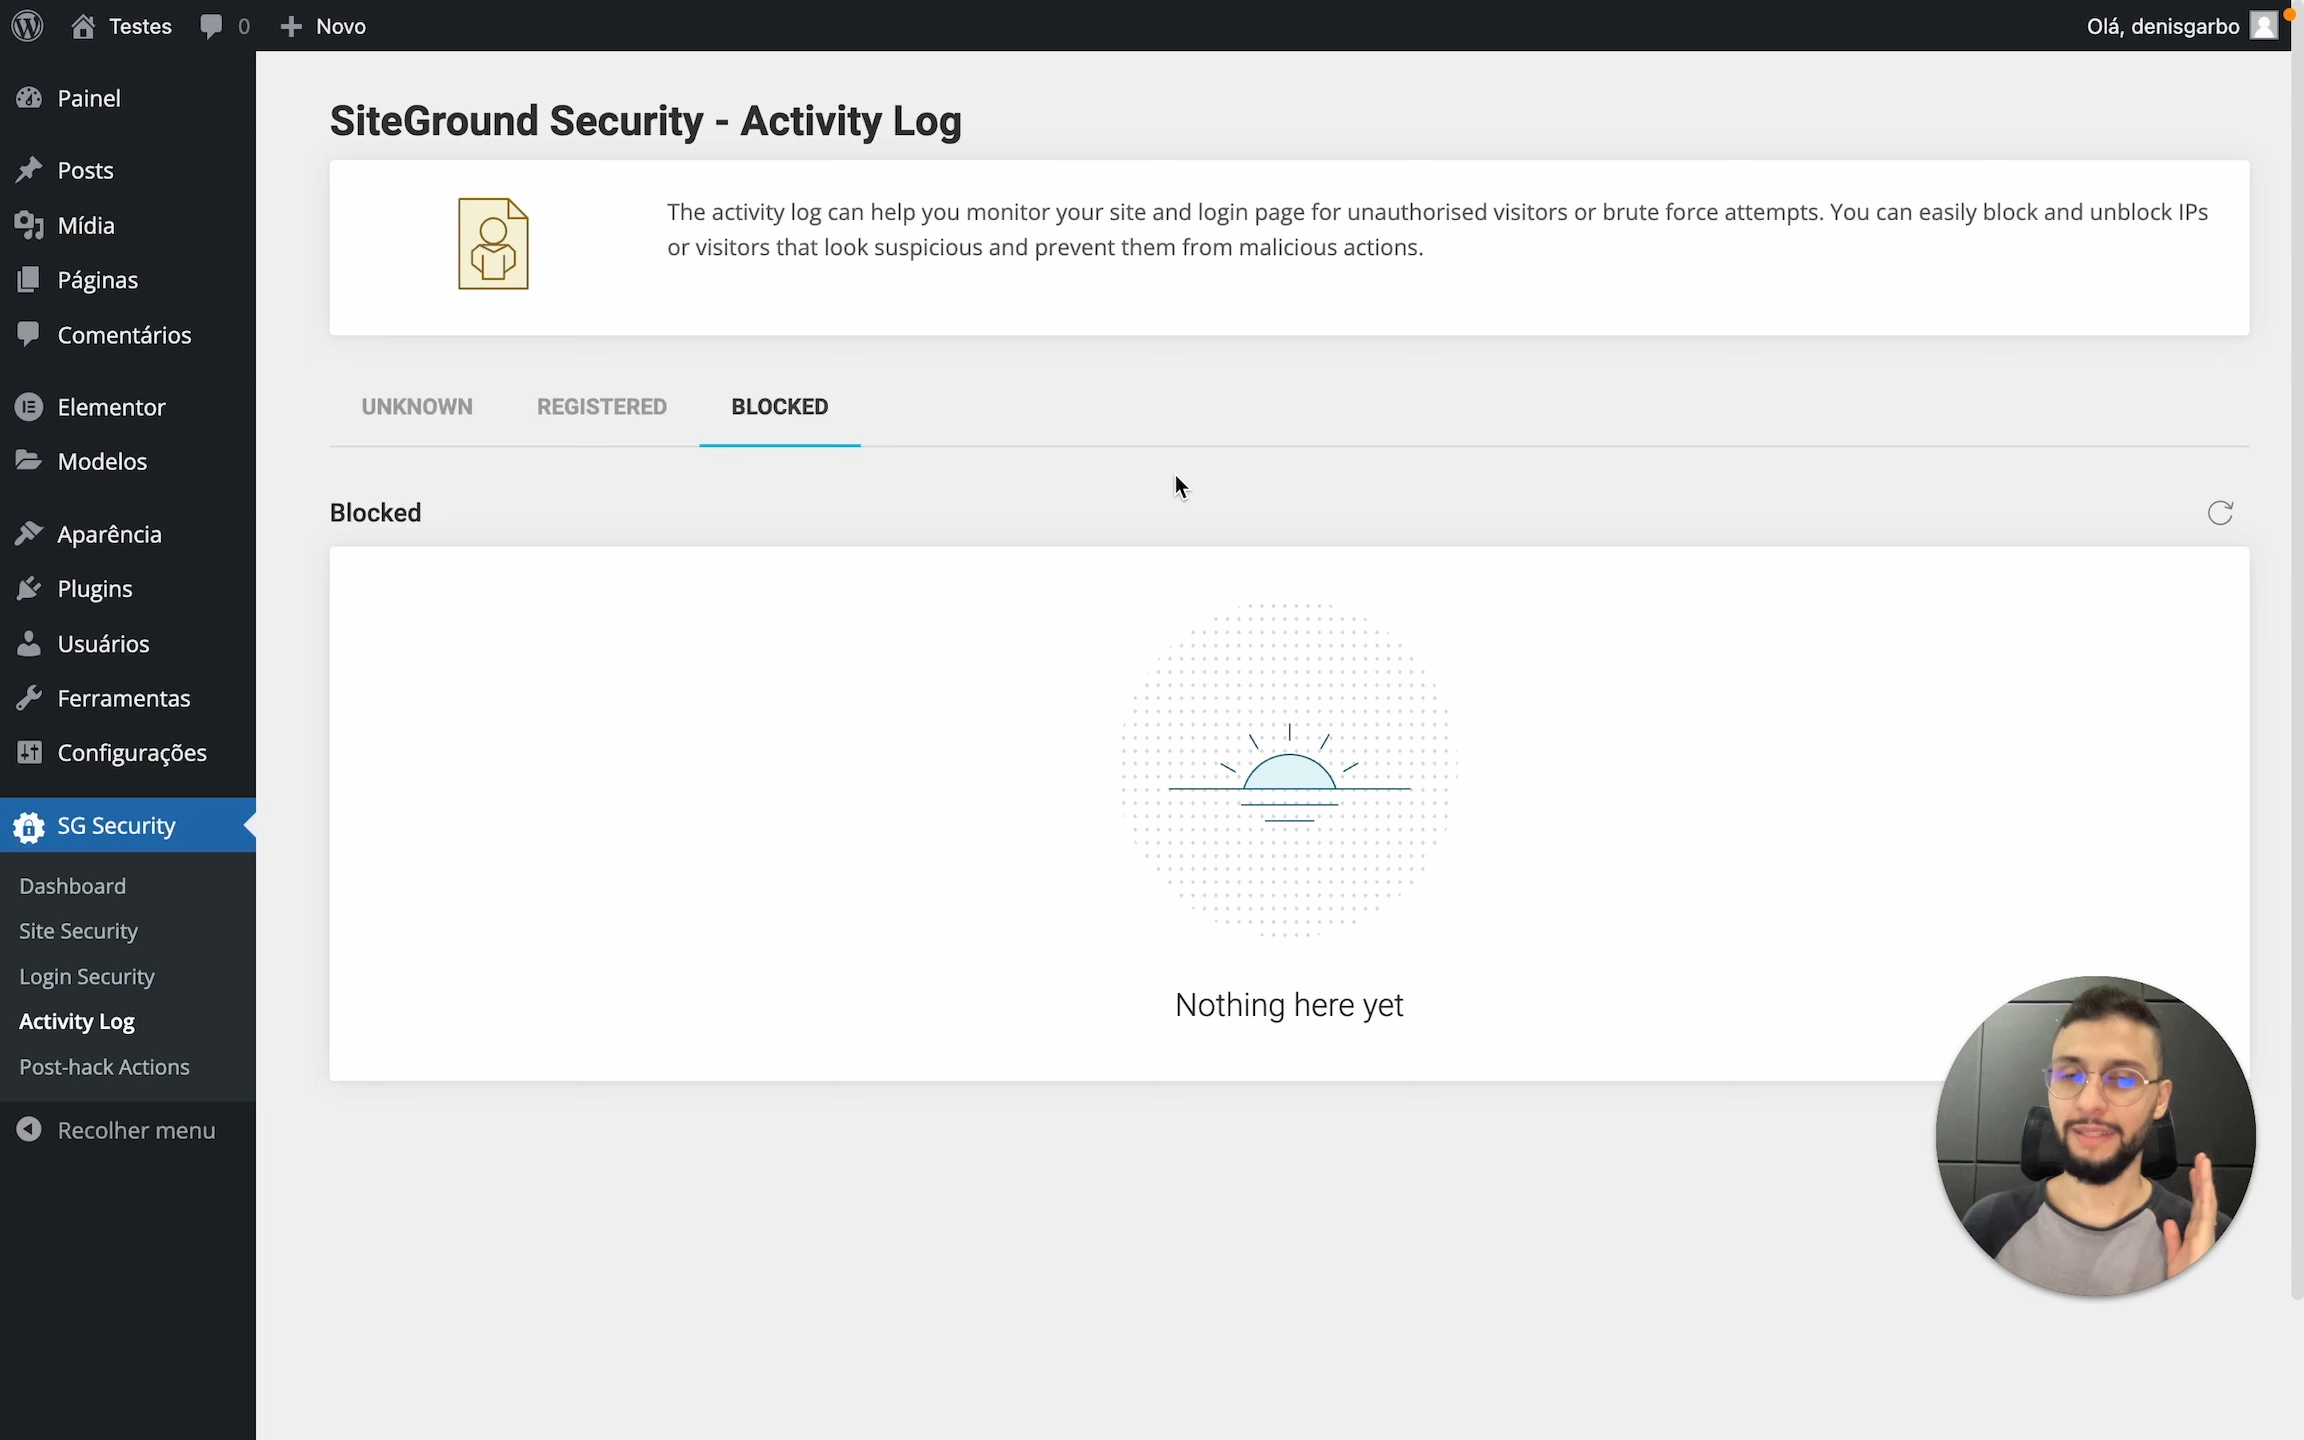 Testes
0
Novo
Olá, denisgarbo
Painel
Posts
Mídia
Páginas
Comentários
Elementor
Modelos
Aparência
Plugins
Usuários
Ferramentas
Configurações
SG Security
Dashboard
Site Security
Login Security
Activity Log
Post-hack Actions
Recolher menu
SiteGround Security - Activity Log
The activity log can help you monitor your site and login page for unauthorised visitors or brute force attempts. You can easily block and unblock IPs
or visitors that look suspicious and prevent them from malicious actions.
UNKNOWN
REGISTERED
BLOCKED
Blocked
Nothing here yet